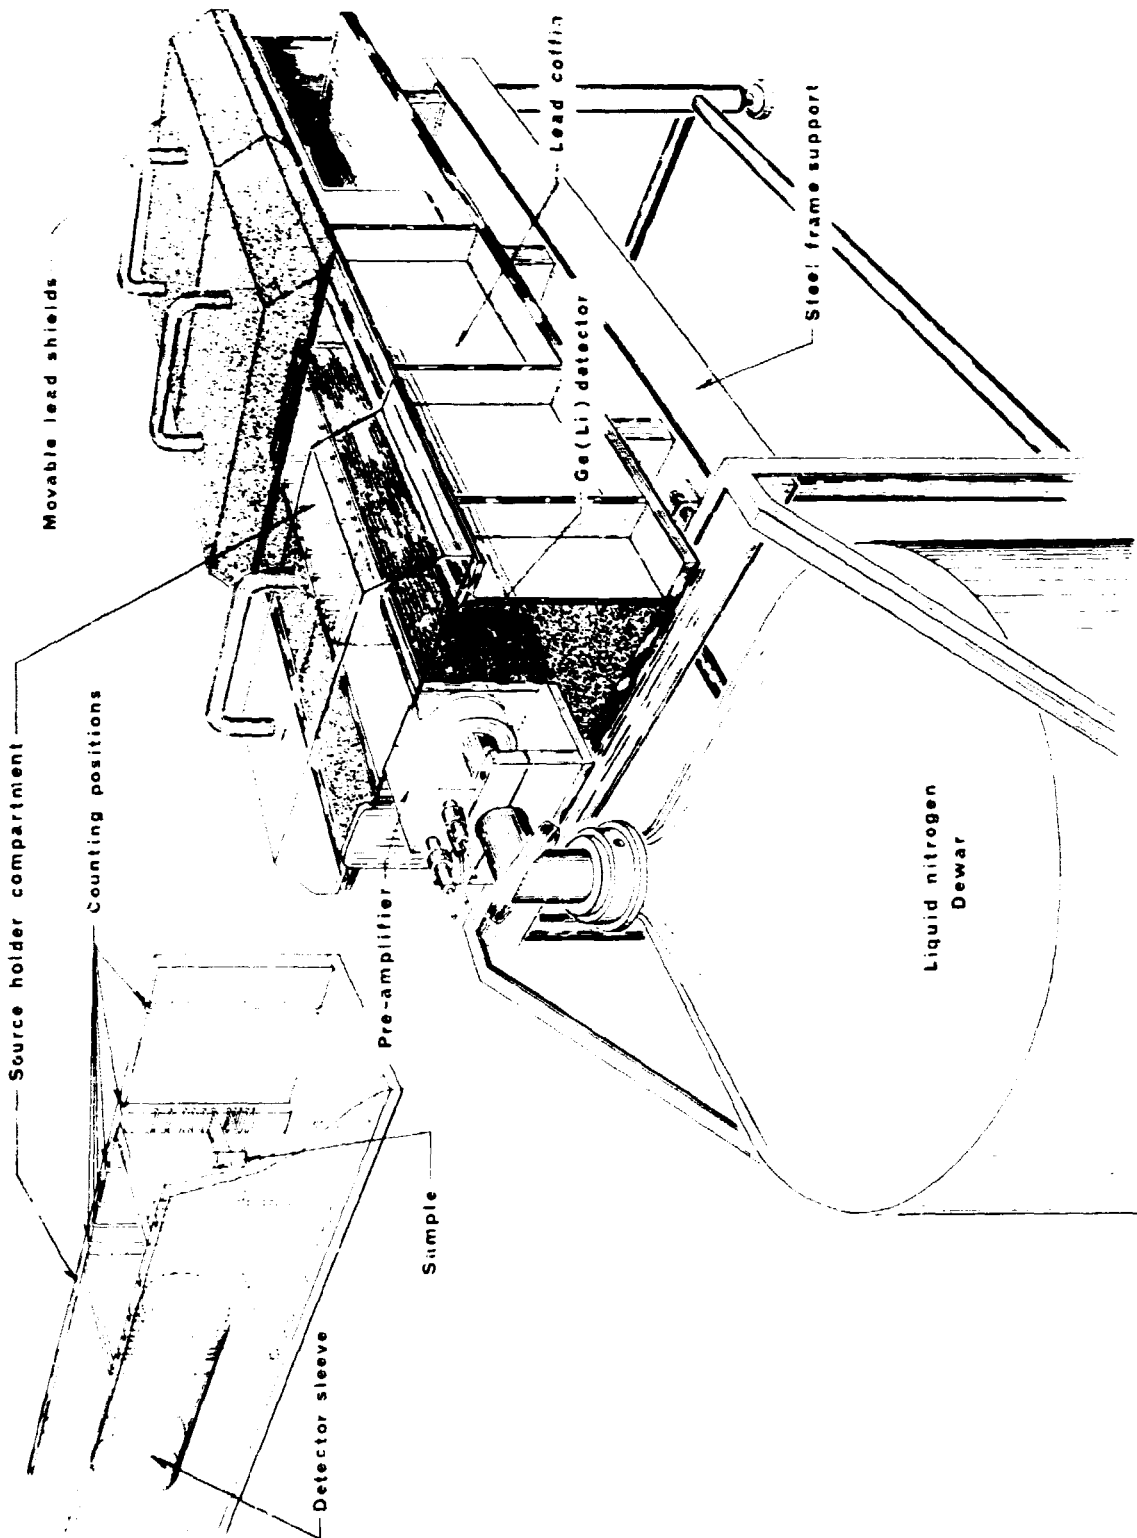 Source holder compartment
Counting positions
Movable lead shields
Detector sleeve
Sample
Pre-amplifier
Ge(Li) detector
Lead coffin
Steel frame support
Liquid nitrogen
Dewar